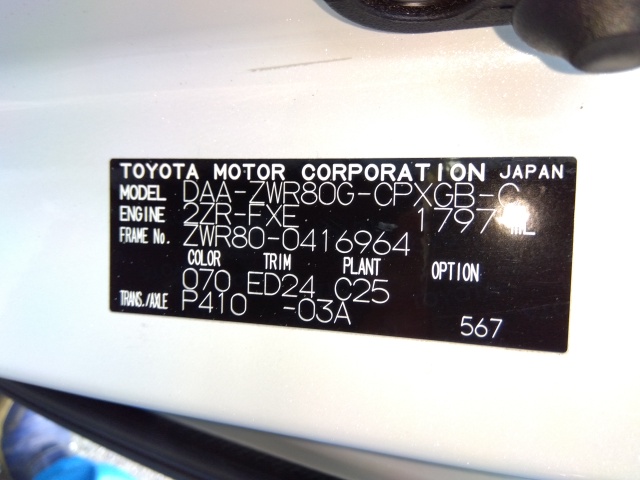 TOYOTA MOTOR CORPORATION JAPAN
MODEL DAA-ZWR80G-CPXGB-C
ENGINE 2ZR-FXE 1797 ML
FRAME No. ZWR80-0416964
COLOR TRIM PLANT OPTION
070 ED24 C25
TRANS./AXLE P410 -03A
567